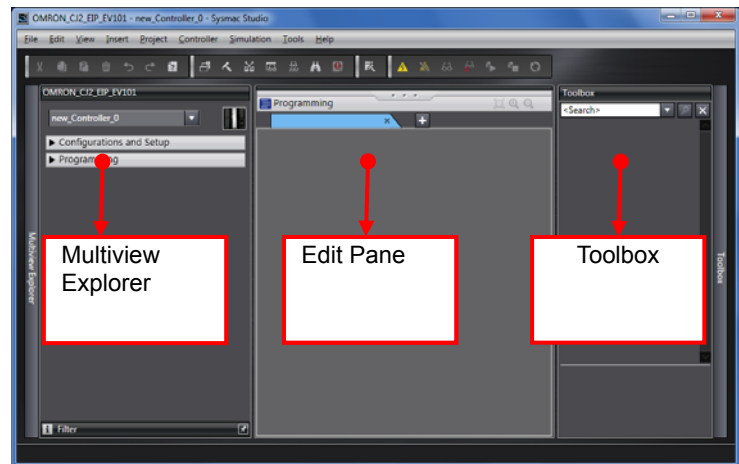 OMRON_CJ2_EIP_EV101 - new_Controller_0 - Sysmac Studio
File Edit View Insert Project Controller Simulation Tools Help
OMRON_CJ2_EIP_EV101
new_Controller_0
Configurations and Setup
Programming
Multiview Explorer
Filter
Programming
Toolbox
<Search>
Toolbox
Multiview
Explorer
Edit Pane
Toolbox